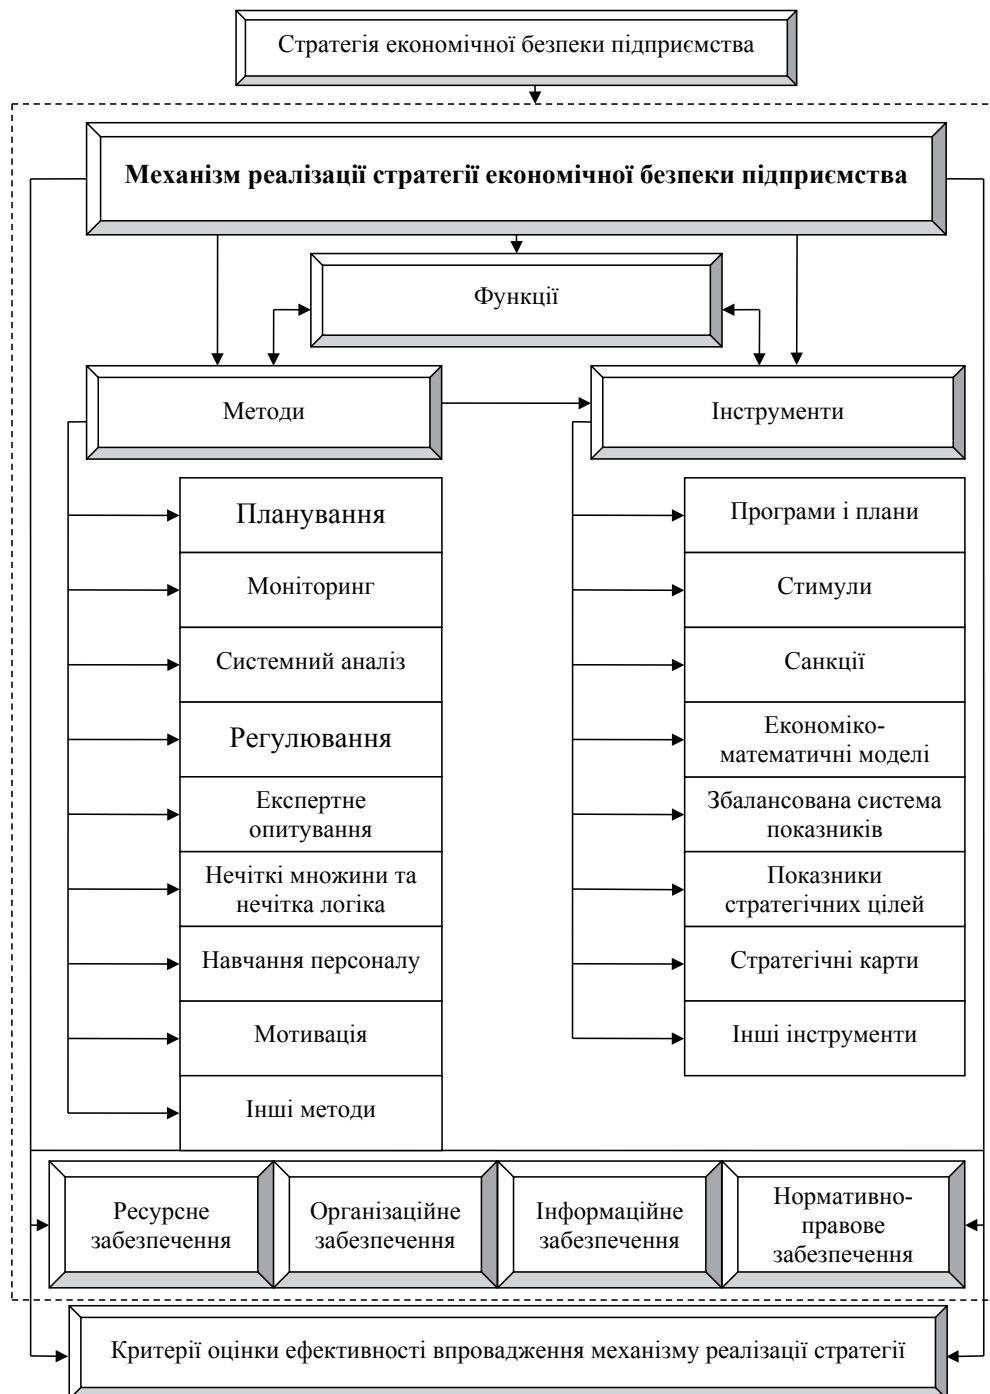 Стратегія економічної безпеки підприємства
Механізм реалізації стратегії економічної безпеки підприємства
Функції
Методи
Інструменти
Планування
Моніторинг
Системний аналіз
Регулювання
Експертне
опитування
Нечіткі множини та
нечітка логіка
Навчання персоналу
Мотивація
Інші методи
Програми і плани
Стимули
Санкції
Економіко-
математичні моделі
Збалансована система
показників
Показники
стратегічних цілей
Стратегічні карти
Інші інструменти
Ресурсне
забезпечення
Організаційне
забезпечення
Інформаційне
забезпечення
Нормативно-
правове
забезпечення
Критерії оцінки ефективності впровадження механізму реалізації стратегії